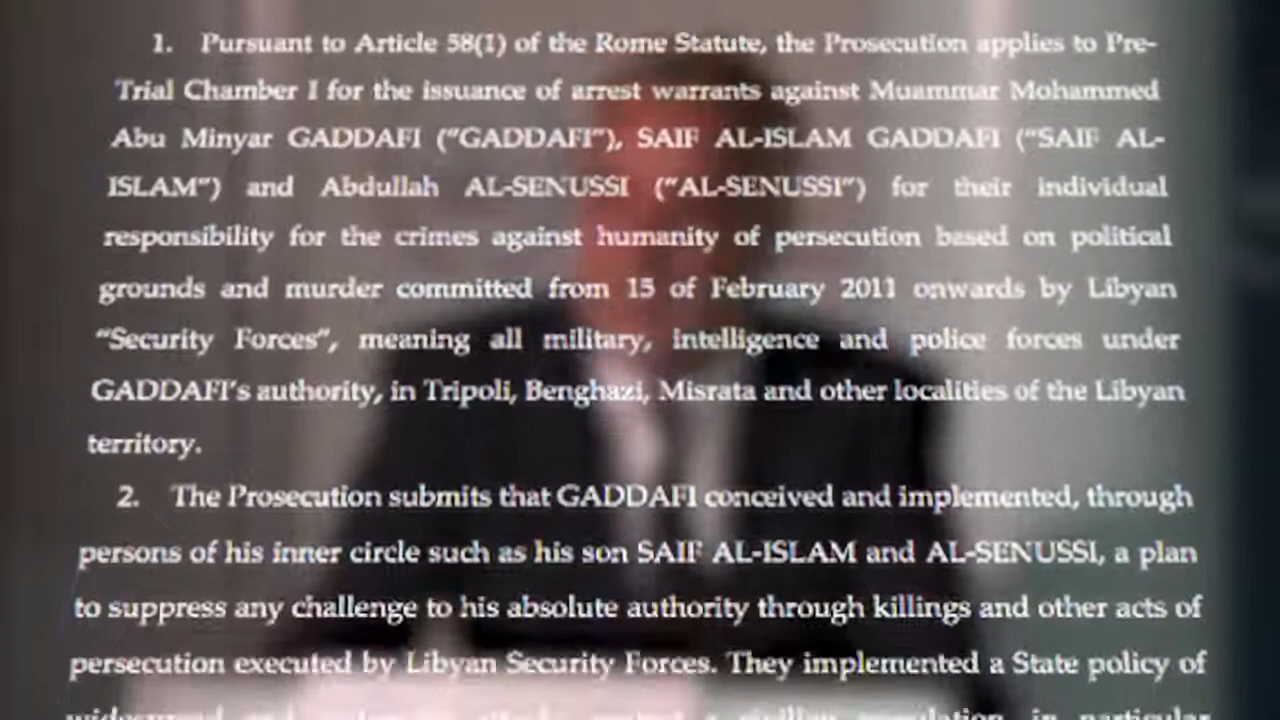 1. Pursuant to Article 58(1) of the Rome Statute, the Prosecution applies to Pre-
Trial Chamber I for the issuance of arrest warrants against Muammar Mohammed
Abu Minyar GADDAFI ("GADDAFI"), SAIF AL-ISLAM GADDAFI ("SAIF AL-
ISLAM") and Abdullah AL-SENUSSI ("AL-SENUSSI") for their individual
responsibility for the crimes against humanity of persecution based on political
grounds and murder committed from 15 of February 2011 onwards by Libyan
"Security Forces", meaning all military, intelligence and police forces under
GADDAFI's authority, in Tripoli, Benghazi, Misrata and other localities of the Libyan
territory.
2. The Prosecution submits that GADDAFI conceived and implemented, through
persons of his inner circle such as his son SAIF AL-ISLAM and AL-SENUSSI, a plan
to suppress any challenge to his absolute authority through killings and other acts of
persecution executed by Libyan Security Forces. They implemented a State policy of